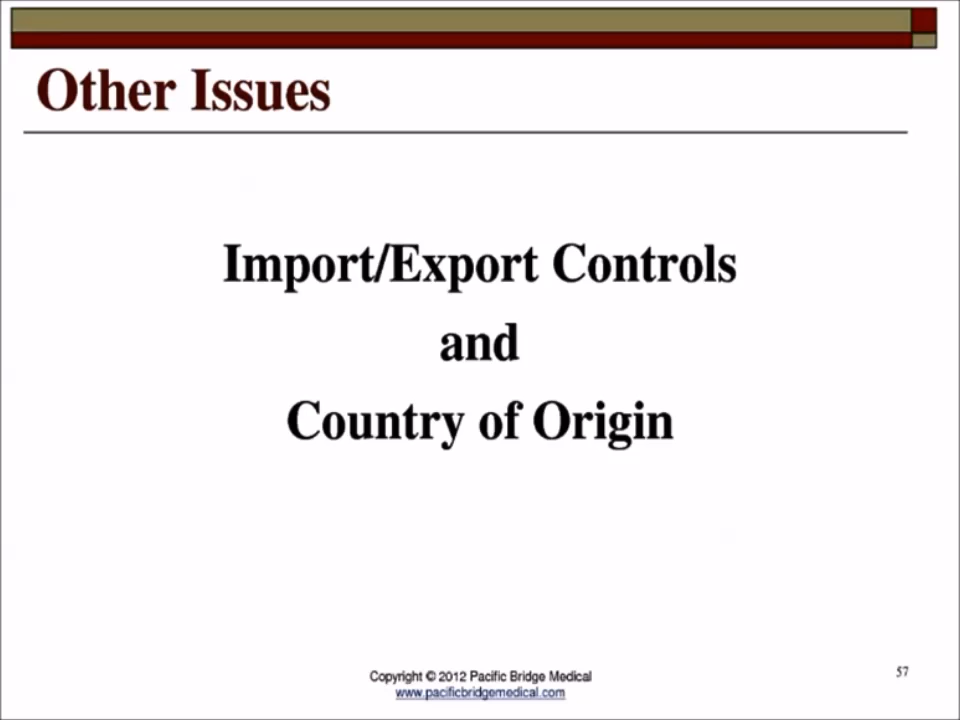 Other Issues
Import/Export Controls
and
Country of Origin
Copyright © 2012 Pacific Bridge Medical
www.pacificbridgemedical.com
57